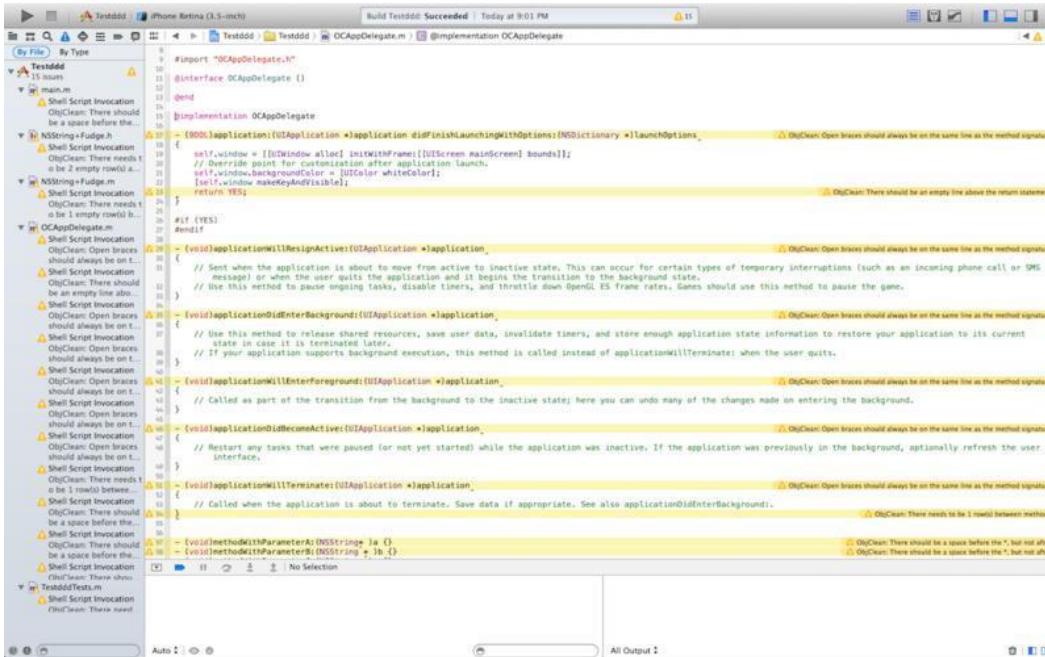 Testddd
iPhone Retina (3.5-inch)
Build Testddd: Succeeded | Today at 9:01 PM
15
Testddd
Testddd
OCAppDelegate.m
@implementation OCAppDelegate
By File
By Type
Testddd
15 issues
main.m
Shell Script Invocation
ObjClean: There should
be a space before the...
NSString+Fudge.h
Shell Script Invocation
ObjClean: There needs t
o be 2 empty row(s) a...
NSString+Fudge.m
Shell Script Invocation
ObjClean: There needs t
o be 1 empty row(s) b...
OCAppDelegate.m
Shell Script Invocation
ObjClean: Open braces
should always be on t...
Shell Script Invocation
ObjClean: There should
be an empty line abo...
Shell Script Invocation
ObjClean: Open braces
should always be on t...
Shell Script Invocation
ObjClean: Open braces
should always be on t...
Shell Script Invocation
ObjClean: Open braces
should always be on t...
Shell Script Invocation
ObjClean: Open braces
should always be on t...
Shell Script Invocation
ObjClean: Open braces
should always be on t...
Shell Script Invocation
ObjClean: There needs t
o be 1 row(s) betwee...
Shell Script Invocation
ObjClean: There should
be a space before the...
Shell Script Invocation
ObjClean: There should
be a space before the...
Shell Script Invocation
ObjClean: There shou
TestdddTests.m
Shell Script Invocation
ObjClean: There need
#import "OCAppDelegate.h"
@interface OCAppDelegate ()
@end
@implementation OCAppDelegate
- (BOOL)application:(UIApplication *)application didFinishLaunchingWithOptions:(NSDictionary *)launchOptions
ObjClean: Open braces should always be on the same line as the method signatu
{
self.window = [[UIWindow alloc] initWithFrame:[[UIScreen mainScreen] bounds]];
// Override point for customization after application launch.
self.window.backgroundColor = [UIColor whiteColor];
[self.window makeKeyAndVisible];
return YES;
ObjClean: There should be an empty line above the return stateme
}
#if (YES)
#endif
- (void)applicationWillResignActive:(UIApplication *)application
ObjClean: Open braces should always be on the same line as the method signatu
{
// Sent when the application is about to move from active to inactive state. This can occur for certain types of temporary interruptions (such as an incoming phone call or SMS
message) or when the user quits the application and it begins the transition to the background state.
// Use this method to pause ongoing tasks, disable timers, and throttle down OpenGL ES frame rates. Games should use this method to pause the game.
}
- (void)applicationDidEnterBackground:(UIApplication *)application
ObjClean: Open braces should always be on the same line as the method signatu
{
// Use this method to release shared resources, save user data, invalidate timers, and store enough application state information to restore your application to its current
state in case it is terminated later.
// If your application supports background execution, this method is called instead of applicationWillTerminate: when the user quits.
}
- (void)applicationWillEnterForeground:(UIApplication *)application
ObjClean: Open braces should always be on the same line as the method signatu
{
// Called as part of the transition from the background to the inactive state; here you can undo many of the changes made on entering the background.
}
- (void)applicationDidBecomeActive:(UIApplication *)application
ObjClean: Open braces should always be on the same line as the method signatu
{
// Restart any tasks that were paused (or not yet started) while the application was inactive. If the application was previously in the background, optionally refresh the user
interface.
}
- (void)applicationWillTerminate:(UIApplication *)application
ObjClean: Open braces should always be on the same line as the method signatu
{
// Called when the application is about to terminate. Save data if appropriate. See also applicationDidEnterBackground:.
}
ObjClean: There needs to be 1 row(s) between metho
- (void)methodWithParameterA:(NSString* )a {}
ObjClean: There should be a space before the *, but not aft
- (void)methodWithParameterB:(NSString * )b {}
ObjClean: There should be a space before the *, but not aft
No Selection
Auto
All Output